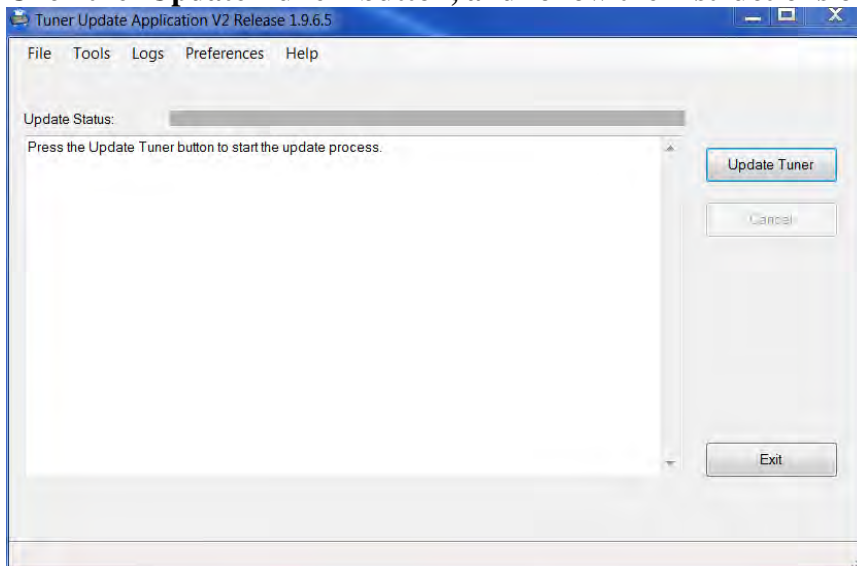 Tuner Update Application V2 Release 1.9.6.5
File Tools Logs Preferences Help
Update Status:
Press the Update Tuner button to start the update process.
Update Tuner
Cancel
Exit